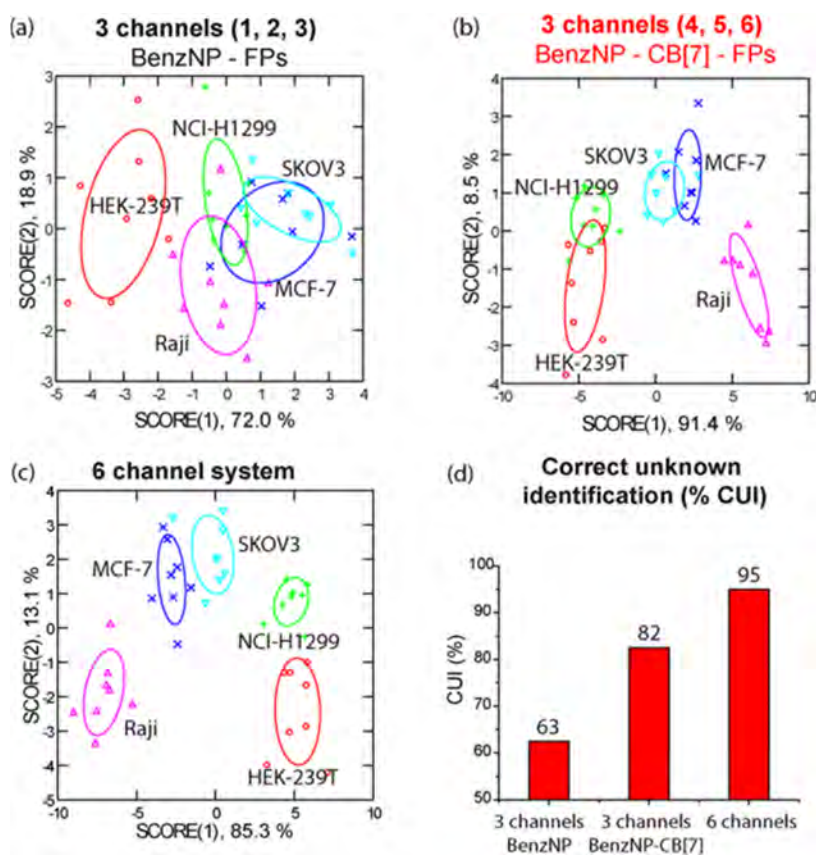 (a)
3 channels (1, 2, 3)
BenzNP - FPs
3
2
1
0
-1
-2
-3
SCORE(2), 18.9 %
NCI-H1299
SKOV3
HEK-239T
MCF-7
Raji
-5 -4 -3 -2 -1 0 1 2 3 4
SCORE(1), 72.0 %
(b)
3 channels (4, 5, 6)
BenzNP - CB[7] - FPs
4
3
2
1
0
-1
-2
-3
-4
SCORE(2), 8.5 %
SKOV3
MCF-7
NCI-H1299
Raji
HEK-239T
-10 -5 0 5 10
SCORE(1), 91.4 %
(c)
6 channel system
4
3
2
1
0
-1
-2
-3
-4
-5
SCORE(2), 13.1 %
SKOV3
MCF-7
NCI-H1299
Raji
HEK-239T
-10 -5 0 5 10
SCORE(1), 85.3 %
(d)
Correct unknown
identification (% CUI)
100
90
80
70
60
50
CUI (%)
63
82
95
3 channels
BenzNP
3 channels
BenzNP-CB[7]
6 channels